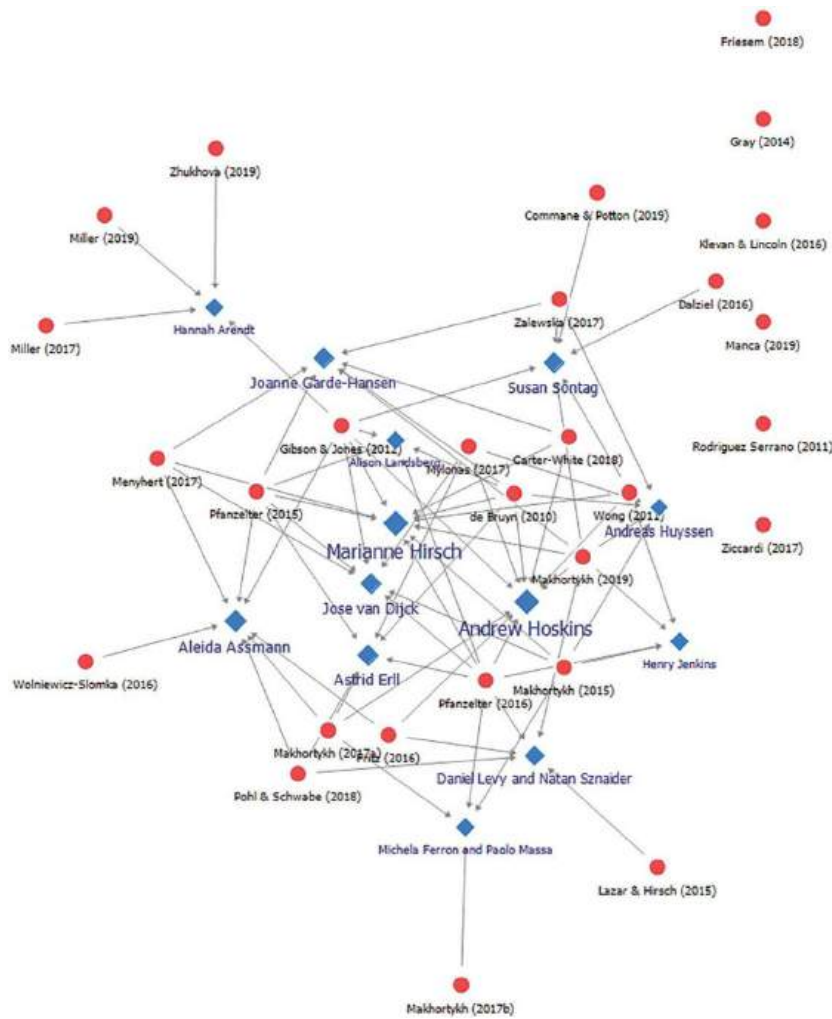 Friesem (2018)
Gray (2014)
Zhukhova (2019)
Commane & Potton (2019)
Miller (2019)
Klevan & Lincoln (2016)
Dalziel (2016)
Zalewska (2017)
Hannah Arendt
Manca (2019)
Miller (2017)
Joanne Garde-Hansen
Susan Sontag
Gibson & Jones (2012)
Rodriguez Serrano (2011)
Alison Landsberg
Mylonas (2017)
Carter-White (2018)
Menyhert (2017)
Pfanzelter (2015)
de Bruyn (2010)
Wong (2011)
Andreas Huyssen
Marianne Hirsch
Ziccardi (2017)
Makhortykh (2019)
Jose van Dijck
Andrew Hoskins
Aleida Assmann
Henry Jenkins
Wolniewicz-Slomka (2016)
Astrid Erll
Makhortykh (2015)
Pfanzelter (2016)
Makhortykh (2017a)
Fritz (2016)
Daniel Levy and Natan Sznaider
Pohl & Schwabe (2018)
Michela Ferron and Paolo Massa
Lazar & Hirsch (2015)
Makhortykh (2017b)